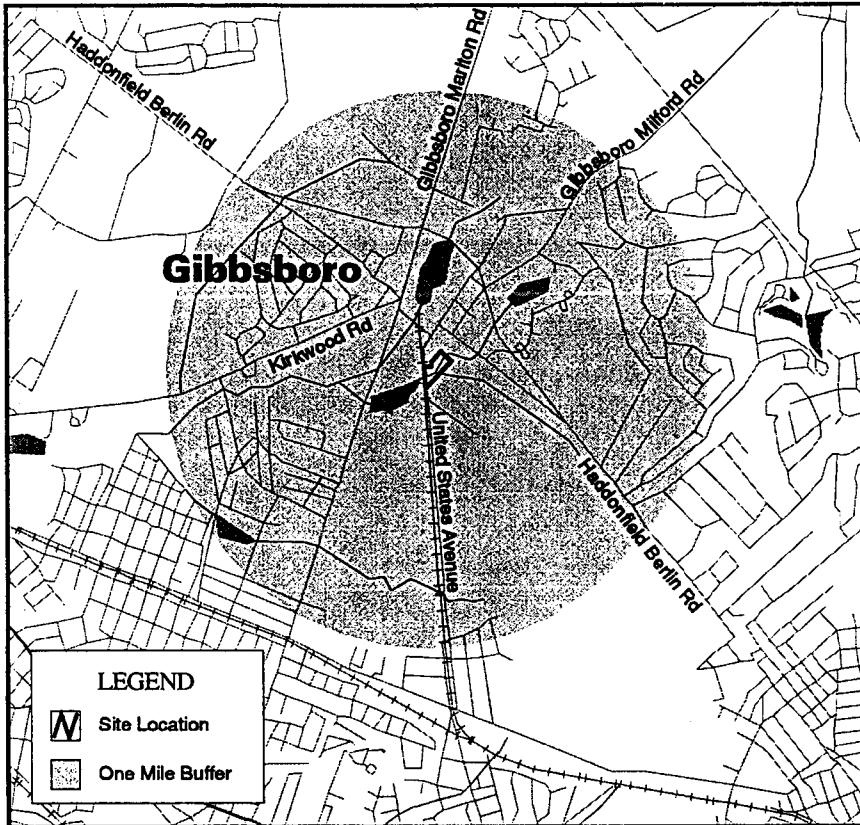 Haddonfield Berlin Rd
Gibbsboro Marlton Rd
Gibbsboro Milford Rd
Gibbsboro
Kirkwood Rd
United States Avenue
Haddonfield Berlin Rd
LEGEND
Site Location
One Mile Buffer